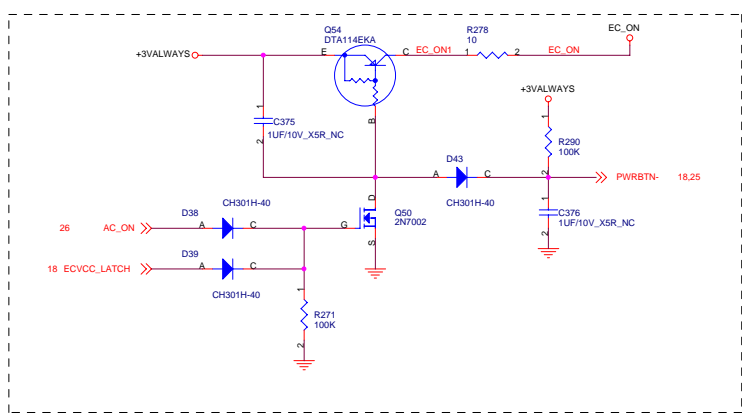 EC_ON
Q54
DTA114EKA
R278
10
+3VALWAYS
E
C
EC_ON1
1
2
EC_ON
+3VALWAYS
1
C375
2
1UF/10V_X5R_NC
B
1
R290
100K
2
D43
A
C
CH301H-40
PWRBTN-
18,25
D
Q50
2N7002
G
S
1
C376
1UF/10V_X5R_NC
2
D38
CH301H-40
26
AC_ON
A
C
D39
18
ECVCC_LATCH
A
C
CH301H-40
1
R271
100K
2